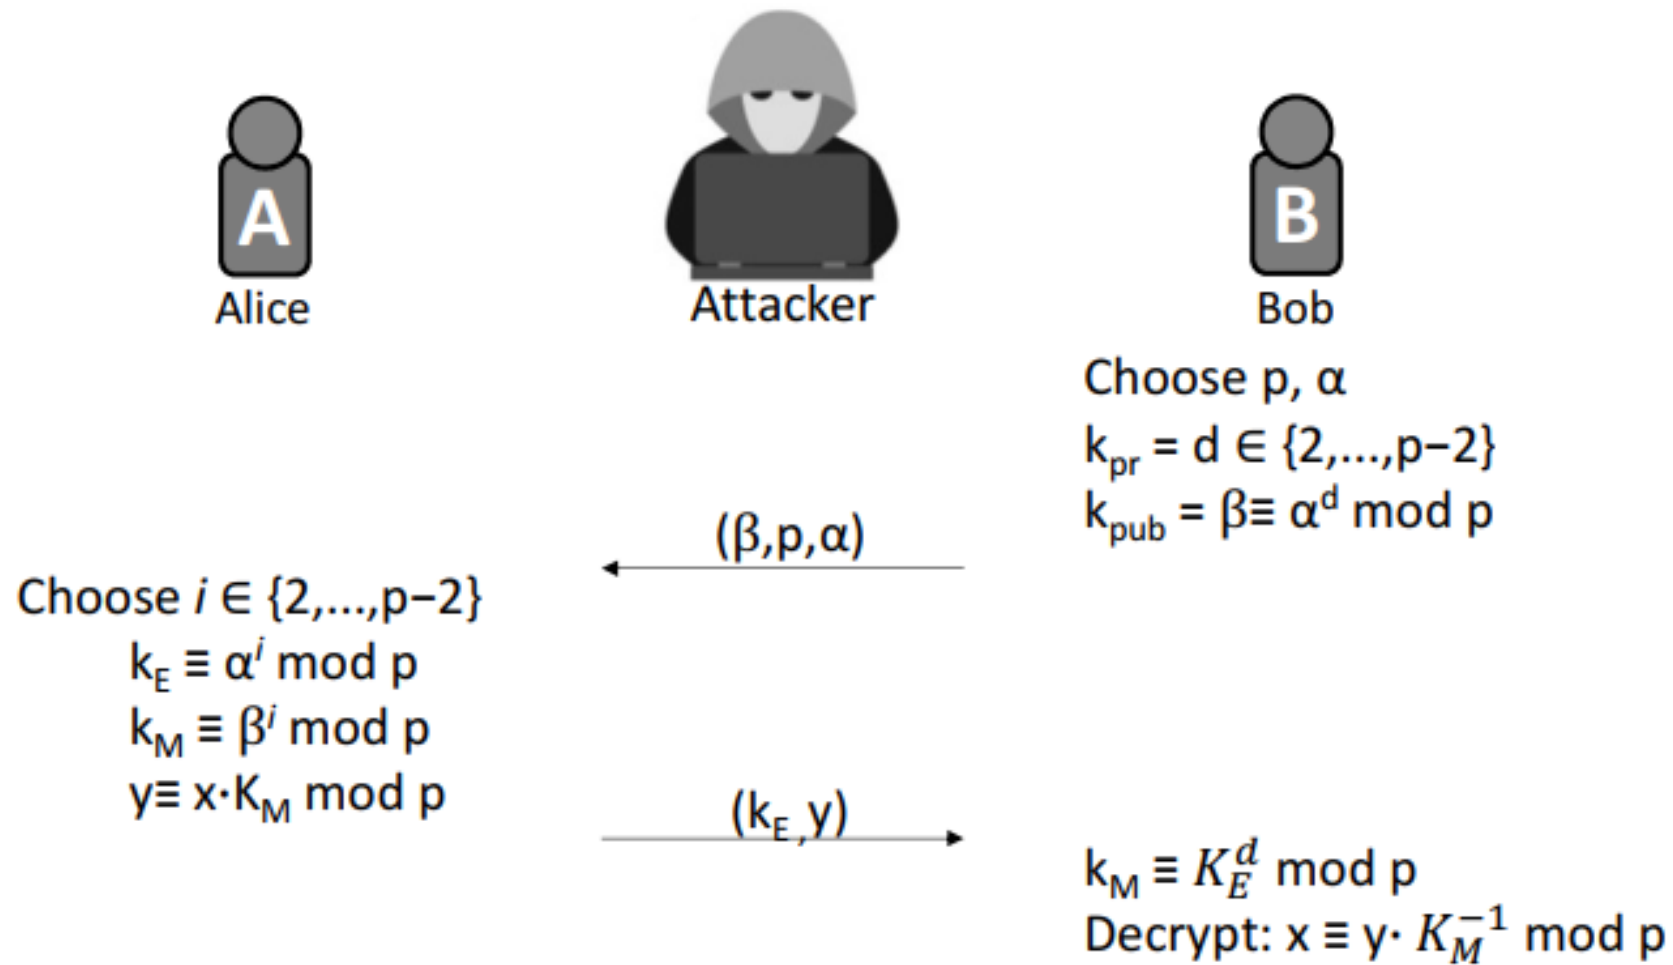 A
B
Alice
Attacker
Bob
Choose p, α
k_pr = d ∈ {2,...,p−2}
k_pub = β≡ α^d mod p
(β,p,α)
Choose i ∈ {2,...,p−2}
k_E ≡ α^i mod p
k_M ≡ β^i mod p
y≡ x·K_M mod p
(k_E,y)
k_M ≡ K_E^d mod p
Decrypt: x ≡ y· K_M^−1 mod p